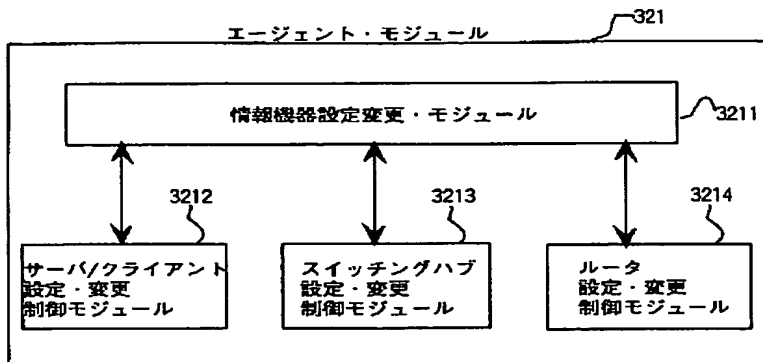 エージェント・モジュール
321
情報機器設定変更・モジュール
3211
3212
3213
3214
サーバ/クライアント
設定・変更
制御モジュール
スイッチングハブ
設定・変更
制御モジュール
ルータ
設定・変更
制御モジュール